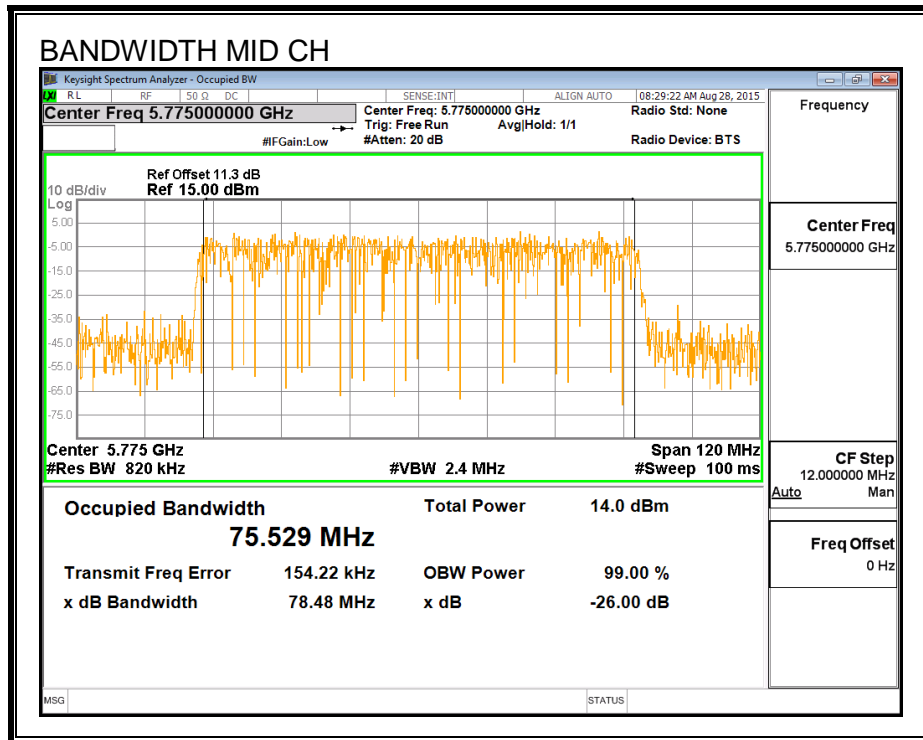 BANDWIDTH MID CH
Keysight Spectrum Analyzer - Occupied BW
LXI RL RF 50 Ω DC SENSE:INT ALIGN AUTO 08:29:22 AM Aug 28, 2015
Center Freq 5.775000000 GHz
Center Freq: 5.775000000 GHz
Radio Std: None
Trig: Free Run Avg|Hold: 1/1
#IFGain:Low
#Atten: 20 dB
Radio Device: BTS
Ref Offset 11.3 dB
10 dB/div Ref 15.00 dBm
Log
5.00
-5.00
-15.0
-25.0
-35.0
-45.0
-55.0
-65.0
-75.0
Center 5.775 GHz Span 120 MHz
#Res BW 820 kHz #VBW 2.4 MHz #Sweep 100 ms
Occupied Bandwidth Total Power 14.0 dBm
75.529 MHz
Transmit Freq Error 154.22 kHz OBW Power 99.00 %
x dB Bandwidth 78.48 MHz x dB -26.00 dB
MSG STATUS
Frequency
Center Freq
5.775000000 GHz
CF Step
12.000000 MHz
Auto Man
Freq Offset
0 Hz